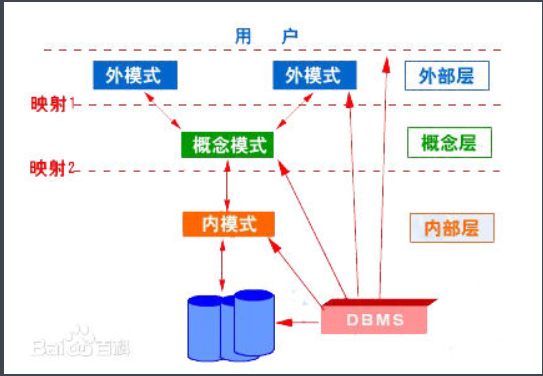 用 户
外模式 外模式 外部层
映射1
概念模式 概念层
映射2
内模式 内部层
DBMS
Baidu百科